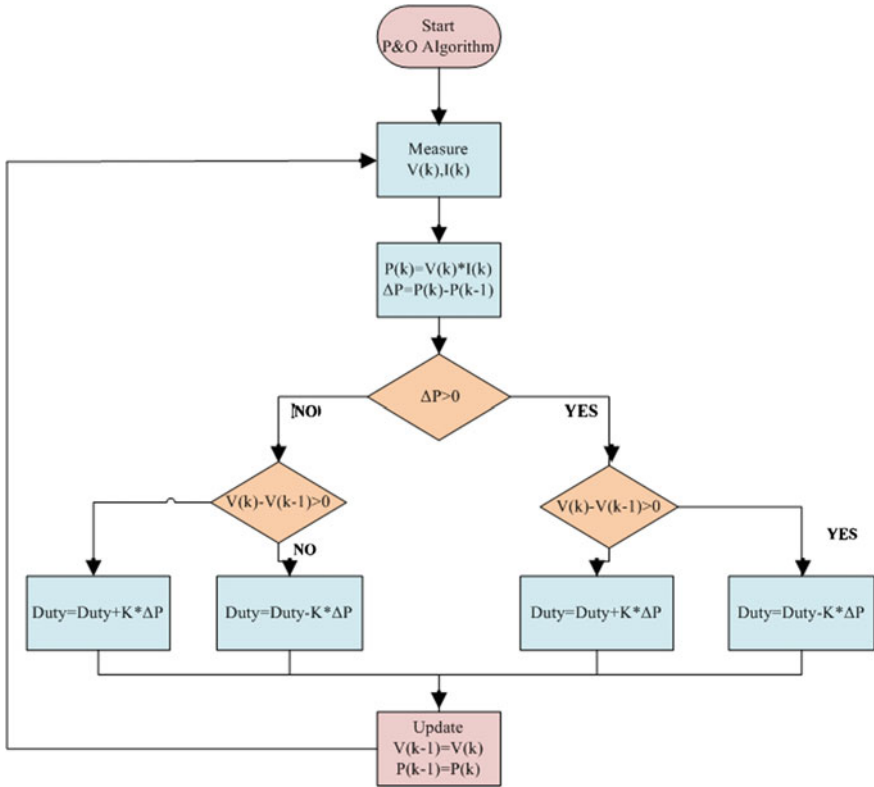 Start
P&O Algorithm
Measure
V(k),I(k)
P(k)=V(k)*I(k)
ΔP=P(k)-P(k-1)
ΔP>0
NO
YES
V(k)-V(k-1)>0
V(k)-V(k-1)>0
NO
YES
Duty=Duty+K*ΔP
Duty=Duty-K*ΔP
Duty=Duty+K*ΔP
Duty=Duty-K*ΔP
Update
V(k-1)=V(k)
P(k-1)=P(k)